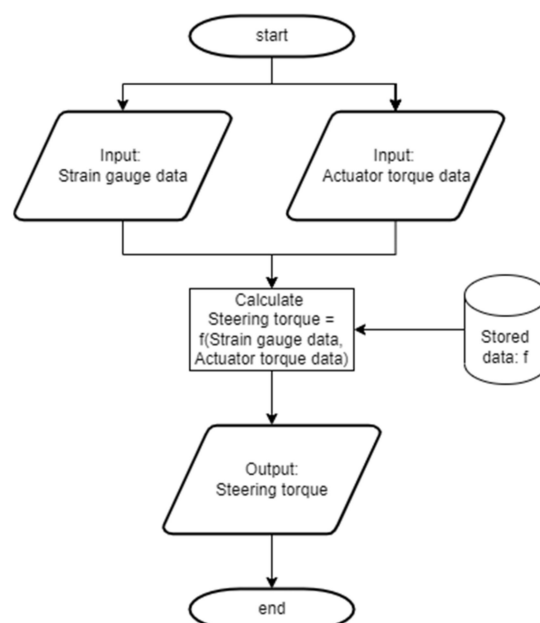 start
Input:
Strain gauge data
Input:
Actuator torque data
Calculate
Steering torque =
f(Strain gauge data,
Actuator torque data)
Stored
data: f
Output:
Steering torque
end